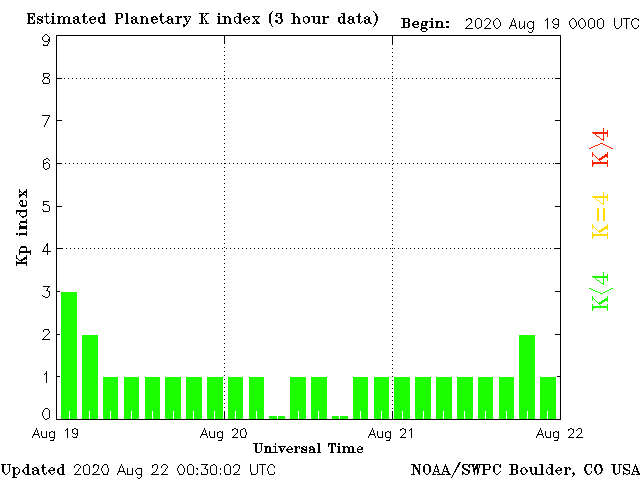 Estimated Planetary K index (3 hour data) Begin: 2020 Aug 19 0000 UTC
9
8
7
6
5
4
3
2
1
0
Kp index
K>4
K=4
K<4
Aug 19 Aug 20 Aug 21 Aug 22
Universal Time
Updated 2020 Aug 22 00:30:02 UTC NOAA/SWPC Boulder, CO USA